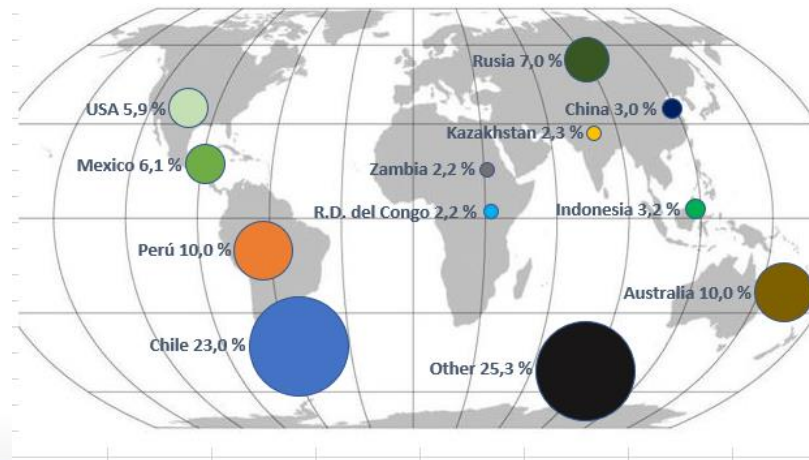 Rusia 7,0 %
USA 5,9 %
China 3,0 %
Kazakhstan 2,3 %
Mexico 6,1 %
Zambia 2,2 %
R.D. del Congo 2,2 %
Indonesia 3,2 %
Perú 10,0 %
Australia 10,0 %
Chile 23,0 %
Other 25,3 %